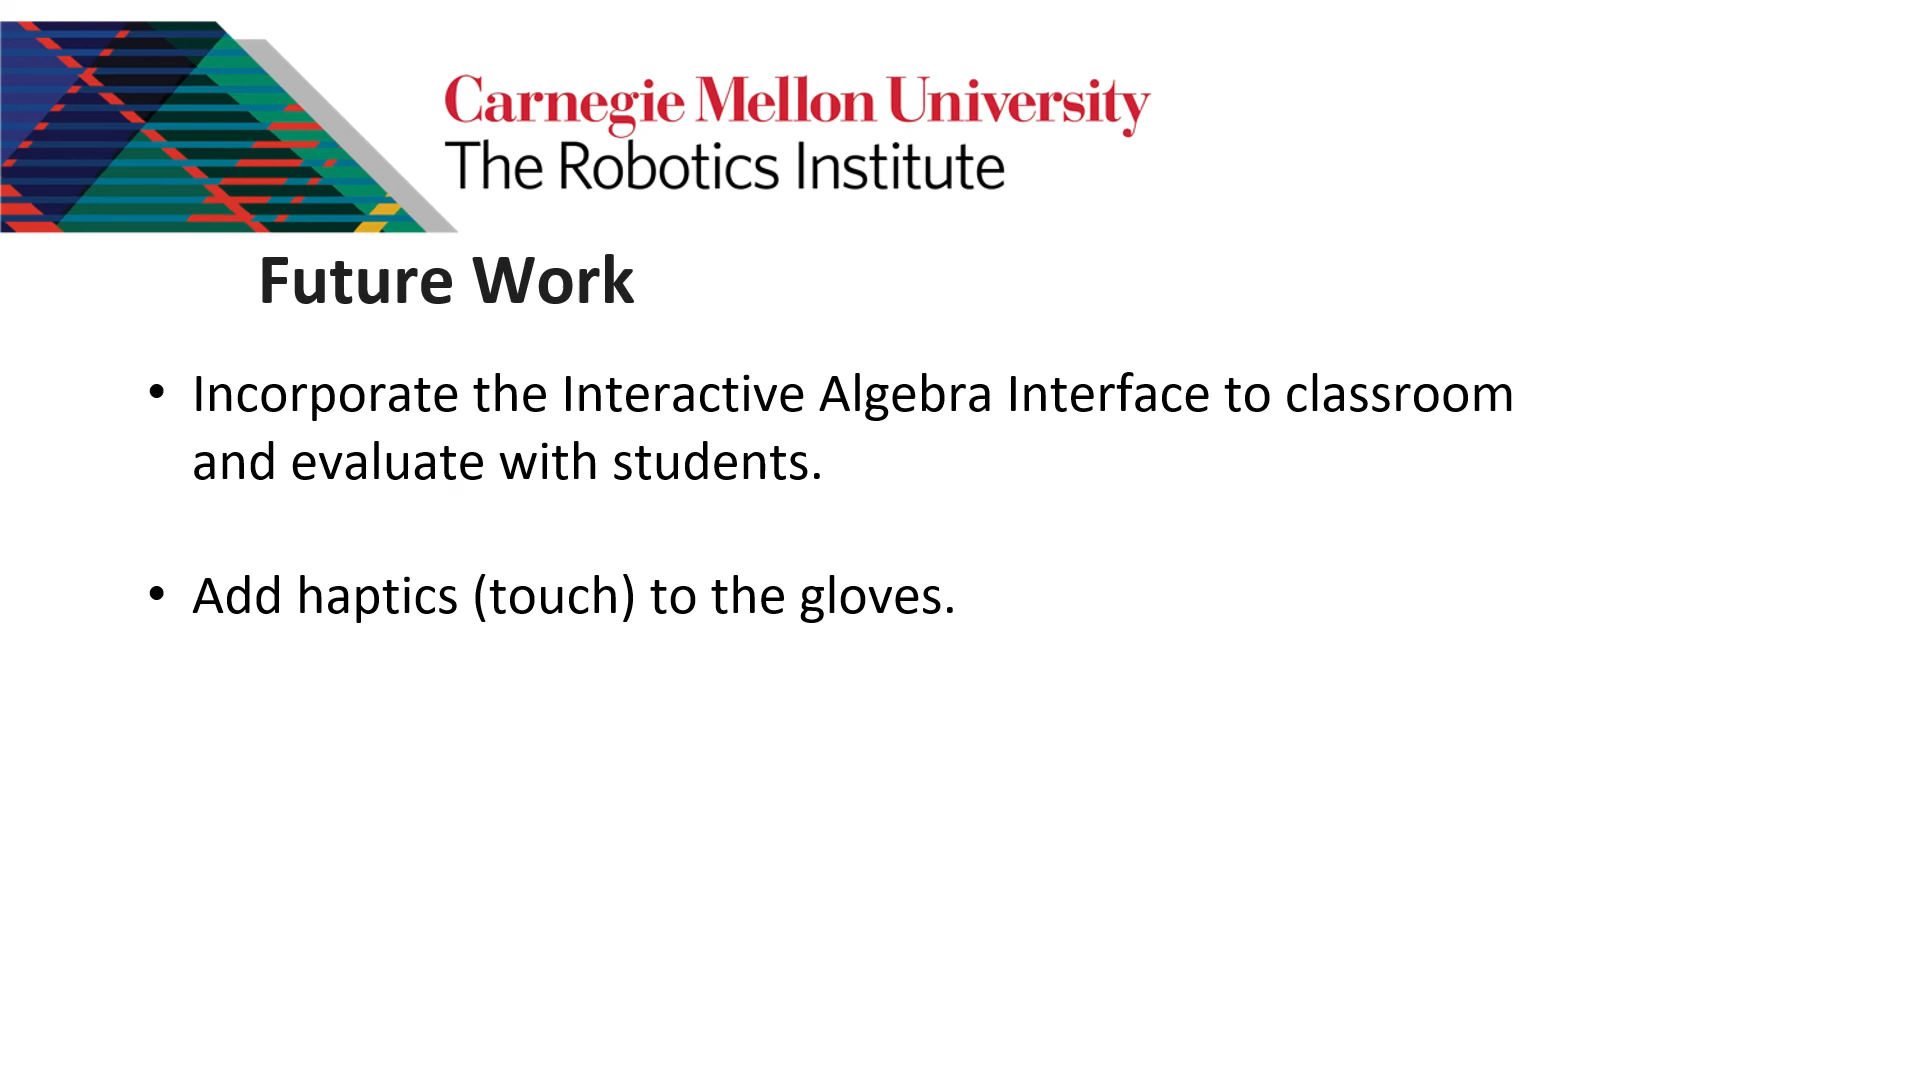 Carnegie Mellon University
The Robotics Institute
Future Work
• Incorporate the Interactive Algebra Interface to classroom
and evaluate with students.
• Add haptics (touch) to the gloves.